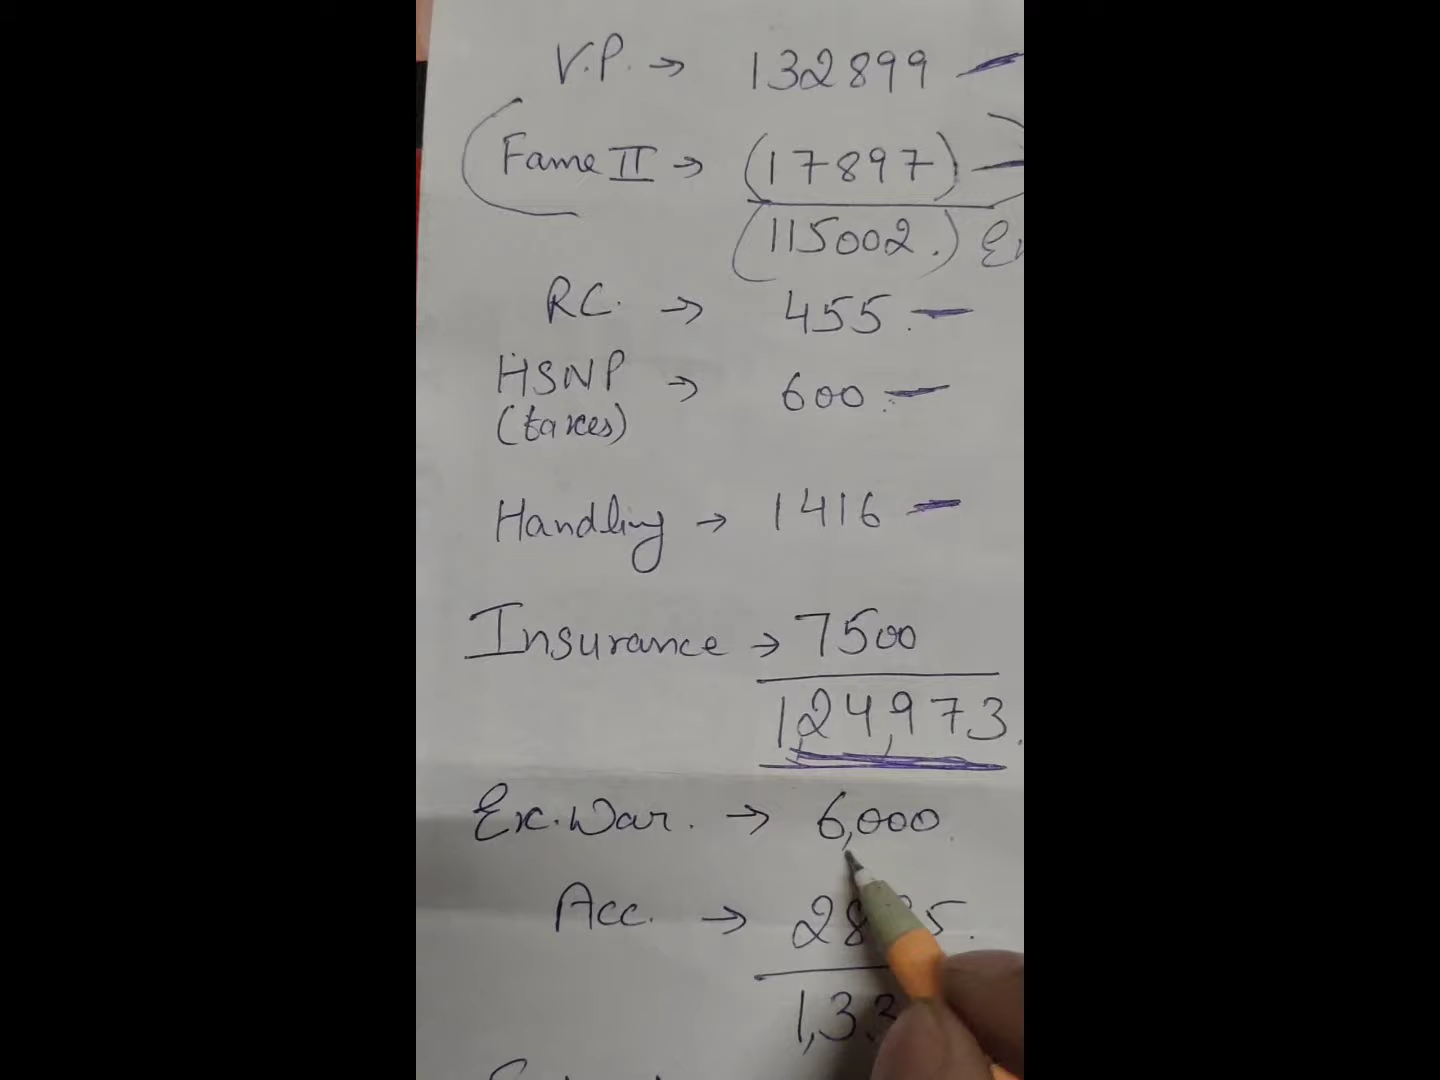 V.P. → 132899 —
Fame II → (17897) —
(115002.)
RC. → 455. —
HSNP → 600. —
(taxes)
Handling → 1416 —
Insurance → 7500
1,24,973.
Ex. War. → 6,000.
Acc. →